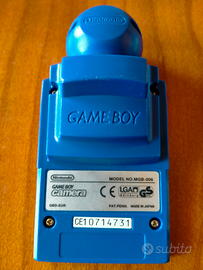 Nintendo
GAME BOY
Nintendo
MODEL NO. MGB-006
GAME BOY
camera
LGA
GBD-EUR
PAT. PEND.
MADE IN JAPAN
CE10714731
subito